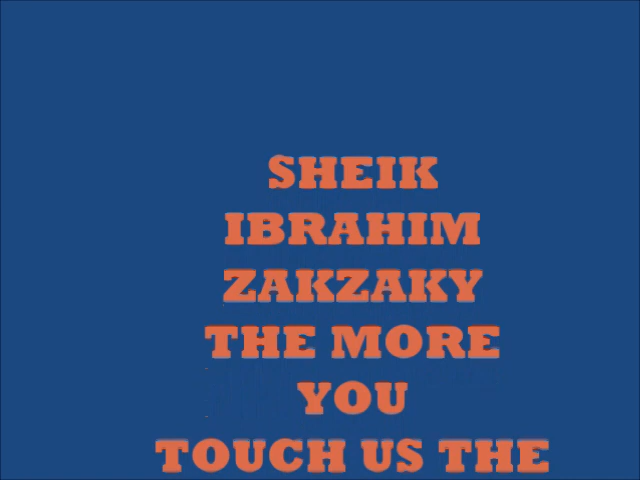 SHEIK
IBRAHIM
ZAKZAKY
THE MORE
YOU
TOUCH US THE